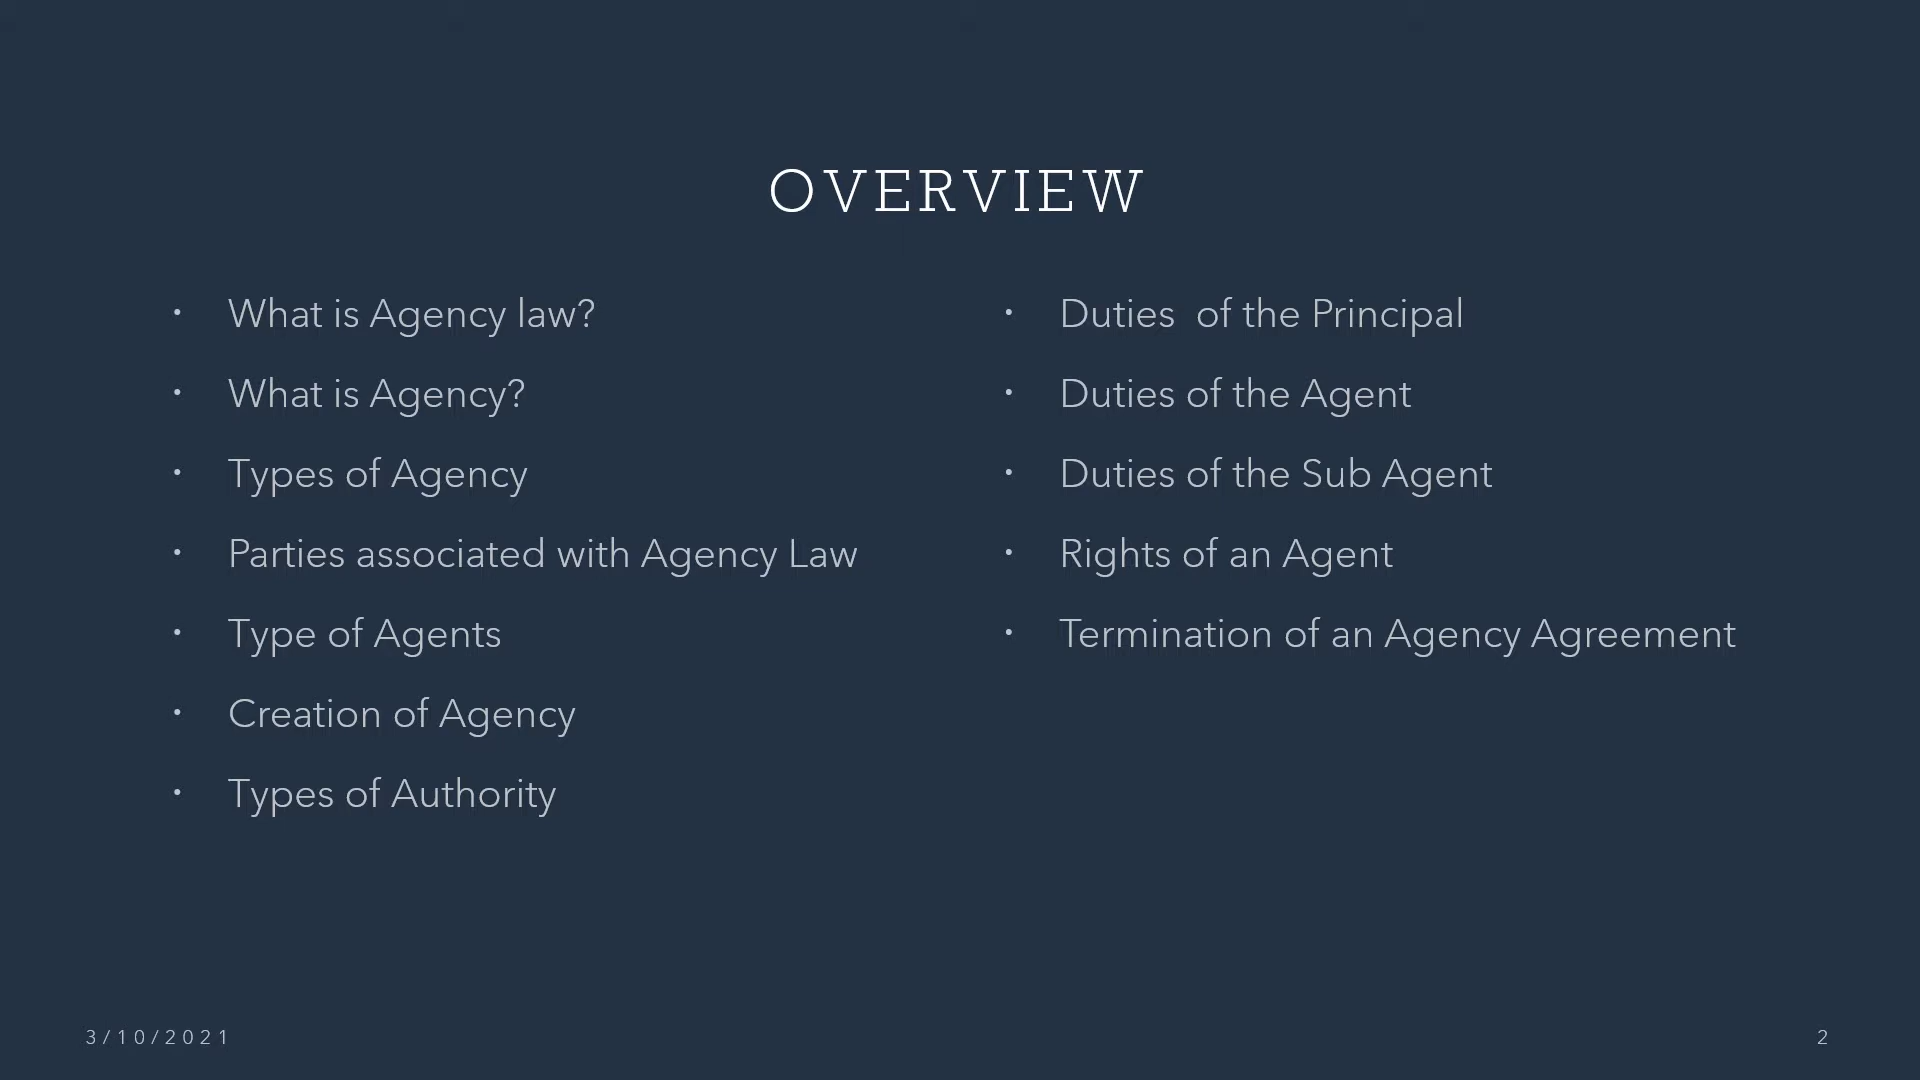 OVERVIEW
• What is Agency law?
• What is Agency?
• Types of Agency
• Parties associated with Agency Law
• Type of Agents
• Creation of Agency
• Types of Authority
• Duties  of the Principal
• Duties of the Agent
• Duties of the Sub Agent
• Rights of an Agent
• Termination of an Agency Agreement
3/10/2021
2